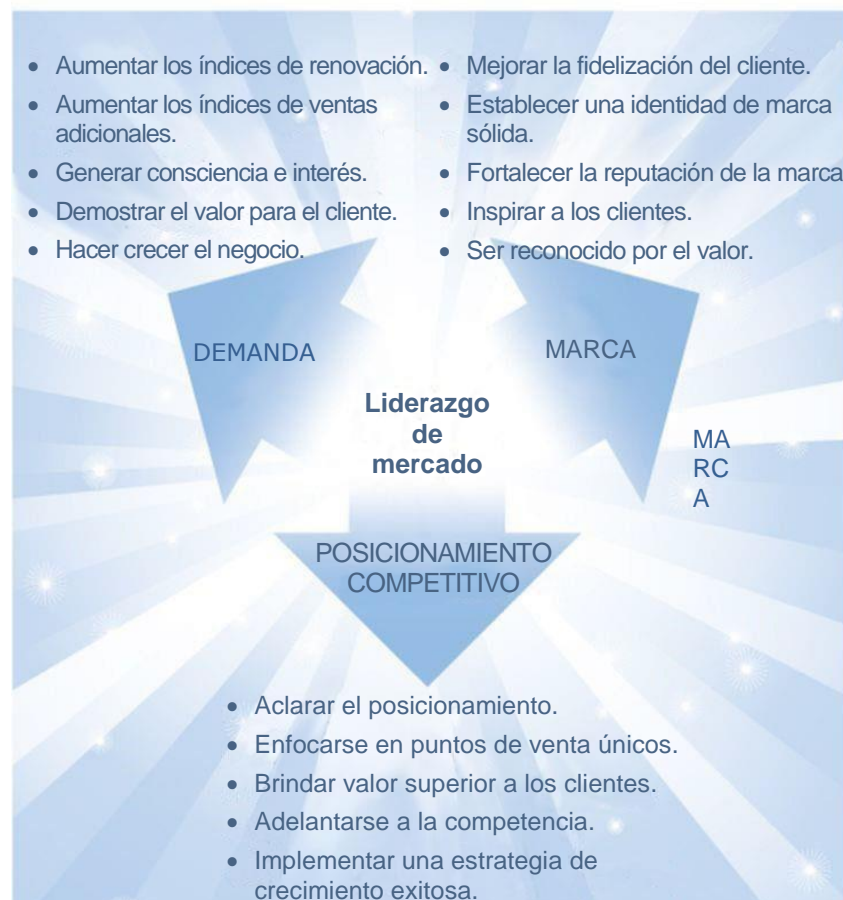 • Aumentar los índices de renovación.
• Aumentar los índices de ventas
adicionales.
• Generar consciencia e interés.
• Demostrar el valor para el cliente.
• Hacer crecer el negocio.
• Mejorar la fidelización del cliente.
• Establecer una identidad de marca
sólida.
• Fortalecer la reputación de la marca
• Inspirar a los clientes.
• Ser reconocido por el valor.
DEMANDA
MARCA
Liderazgo
de
mercado
MA
RC
A
POSICIONAMIENTO
COMPETITIVO
• Aclarar el posicionamiento.
• Enfocarse en puntos de venta únicos.
• Brindar valor superior a los clientes.
• Adelantarse a la competencia.
• Implementar una estrategia de
crecimiento exitosa.